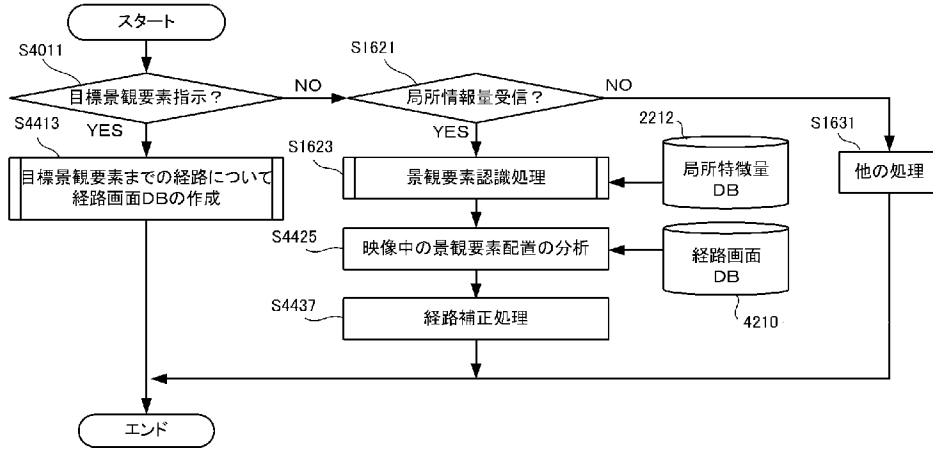 スタート
S4011
目標景観要素指示？
NO
YES
S1621
局所情報量受信？
NO
YES
S4413
目標景観要素までの経路について
経路画面DBの作成
S1623
景観要素認識処理
2212
局所特徴量
DB
S1631
他の処理
S4425
映像中の景観要素配置の分析
経路画面
DB
4210
S4437
経路補正処理
エンド